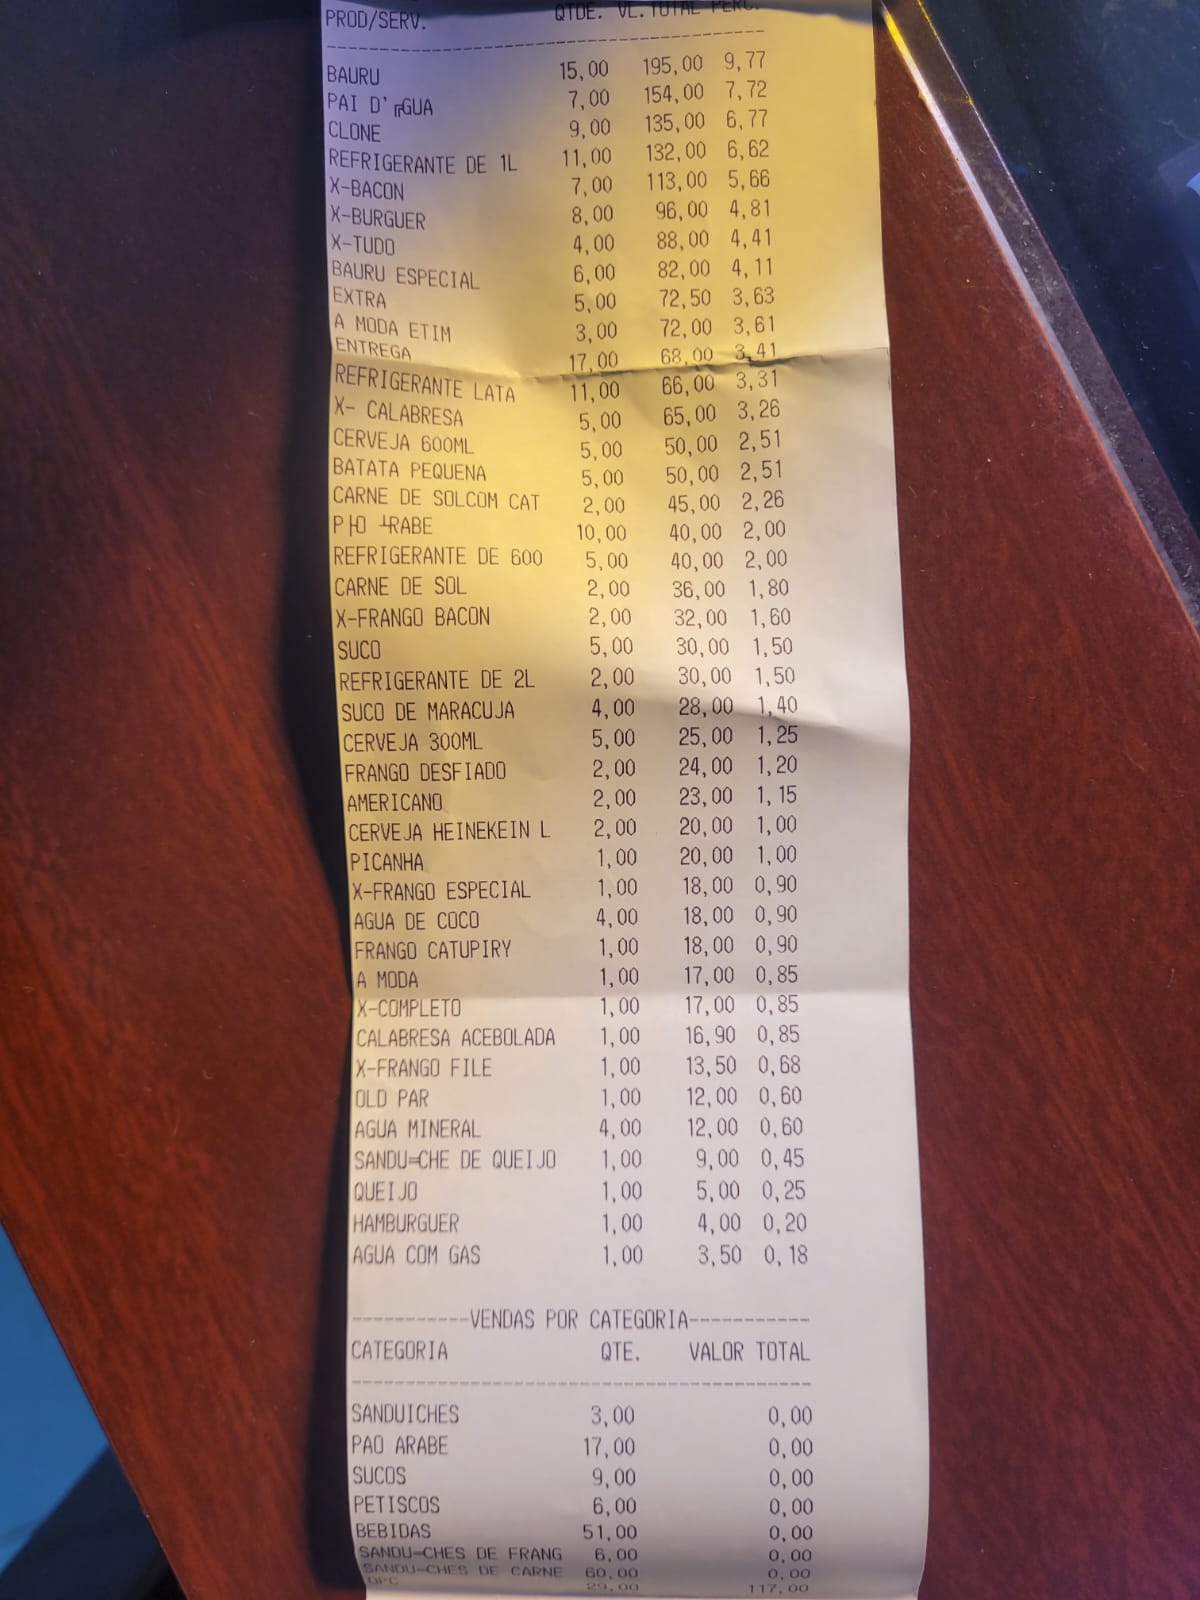 PROD/SERV. QTDE. VL.TOTAL PERC.
----------------------------------------
BAURU 15,00 195,00 9,77
PAI D'╔GUA 7,00 154,00 7,72
CLONE 9,00 135,00 6,77
REFRIGERANTE DE 1L 11,00 132,00 6,62
X-BACON 7,00 113,00 5,66
X-BURGUER 8,00 96,00 4,81
X-TUDO 4,00 88,00 4,41
BAURU ESPECIAL 6,00 82,00 4,11
EXTRA 5,00 72,50 3,63
A MODA ETIM 3,00 72,00 3,61
ENTREGA 17,00 68,00 3,41
REFRIGERANTE LATA 11,00 66,00 3,31
X- CALABRESA 5,00 65,00 3,26
CERVEJA 600ML 5,00 50,00 2,51
BATATA PEQUENA 5,00 50,00 2,51
CARNE DE SOLCOM CAT 2,00 45,00 2,26
P├O ┴RABE 10,00 40,00 2,00
REFRIGERANTE DE 600 5,00 40,00 2,00
CARNE DE SOL 2,00 36,00 1,80
X-FRANGO BACON 2,00 32,00 1,60
SUCO 5,00 30,00 1,50
REFRIGERANTE DE 2L 2,00 30,00 1,50
SUCO DE MARACUJA 4,00 28,00 1,40
CERVEJA 300ML 5,00 25,00 1,25
FRANGO DESFIADO 2,00 24,00 1,20
AMERICANO 2,00 23,00 1,15
CERVEJA HEINEKEIN L 2,00 20,00 1,00
PICANHA 1,00 20,00 1,00
X-FRANGO ESPECIAL 1,00 18,00 0,90
AGUA DE COCO 4,00 18,00 0,90
FRANGO CATUPIRY 1,00 18,00 0,90
A MODA 1,00 17,00 0,85
X-COMPLETO 1,00 17,00 0,85
CALABRESA ACEBOLADA 1,00 16,90 0,85
X-FRANGO FILE 1,00 13,50 0,68
OLD PAR 1,00 12,00 0,60
AGUA MINERAL 4,00 12,00 0,60
SANDU═CHE DE QUEIJO 1,00 9,00 0,45
QUEIJO 1,00 5,00 0,25
HAMBURGUER 1,00 4,00 0,20
AGUA COM GAS 1,00 3,50 0,18
-----------VENDAS POR CATEGORIA-----------
CATEGORIA QTE. VALOR TOTAL
----------------------------------------
SANDUICHES 3,00 0,00
PAO ARABE 17,00 0,00
SUCOS 9,00 0,00
PETISCOS 6,00 0,00
BEBIDAS 51,00 0,00
SANDU═CHES DE FRANG 6,00 0,00
SANDU═CHES DE CARNE 60,00 0,00
29,00 117,00